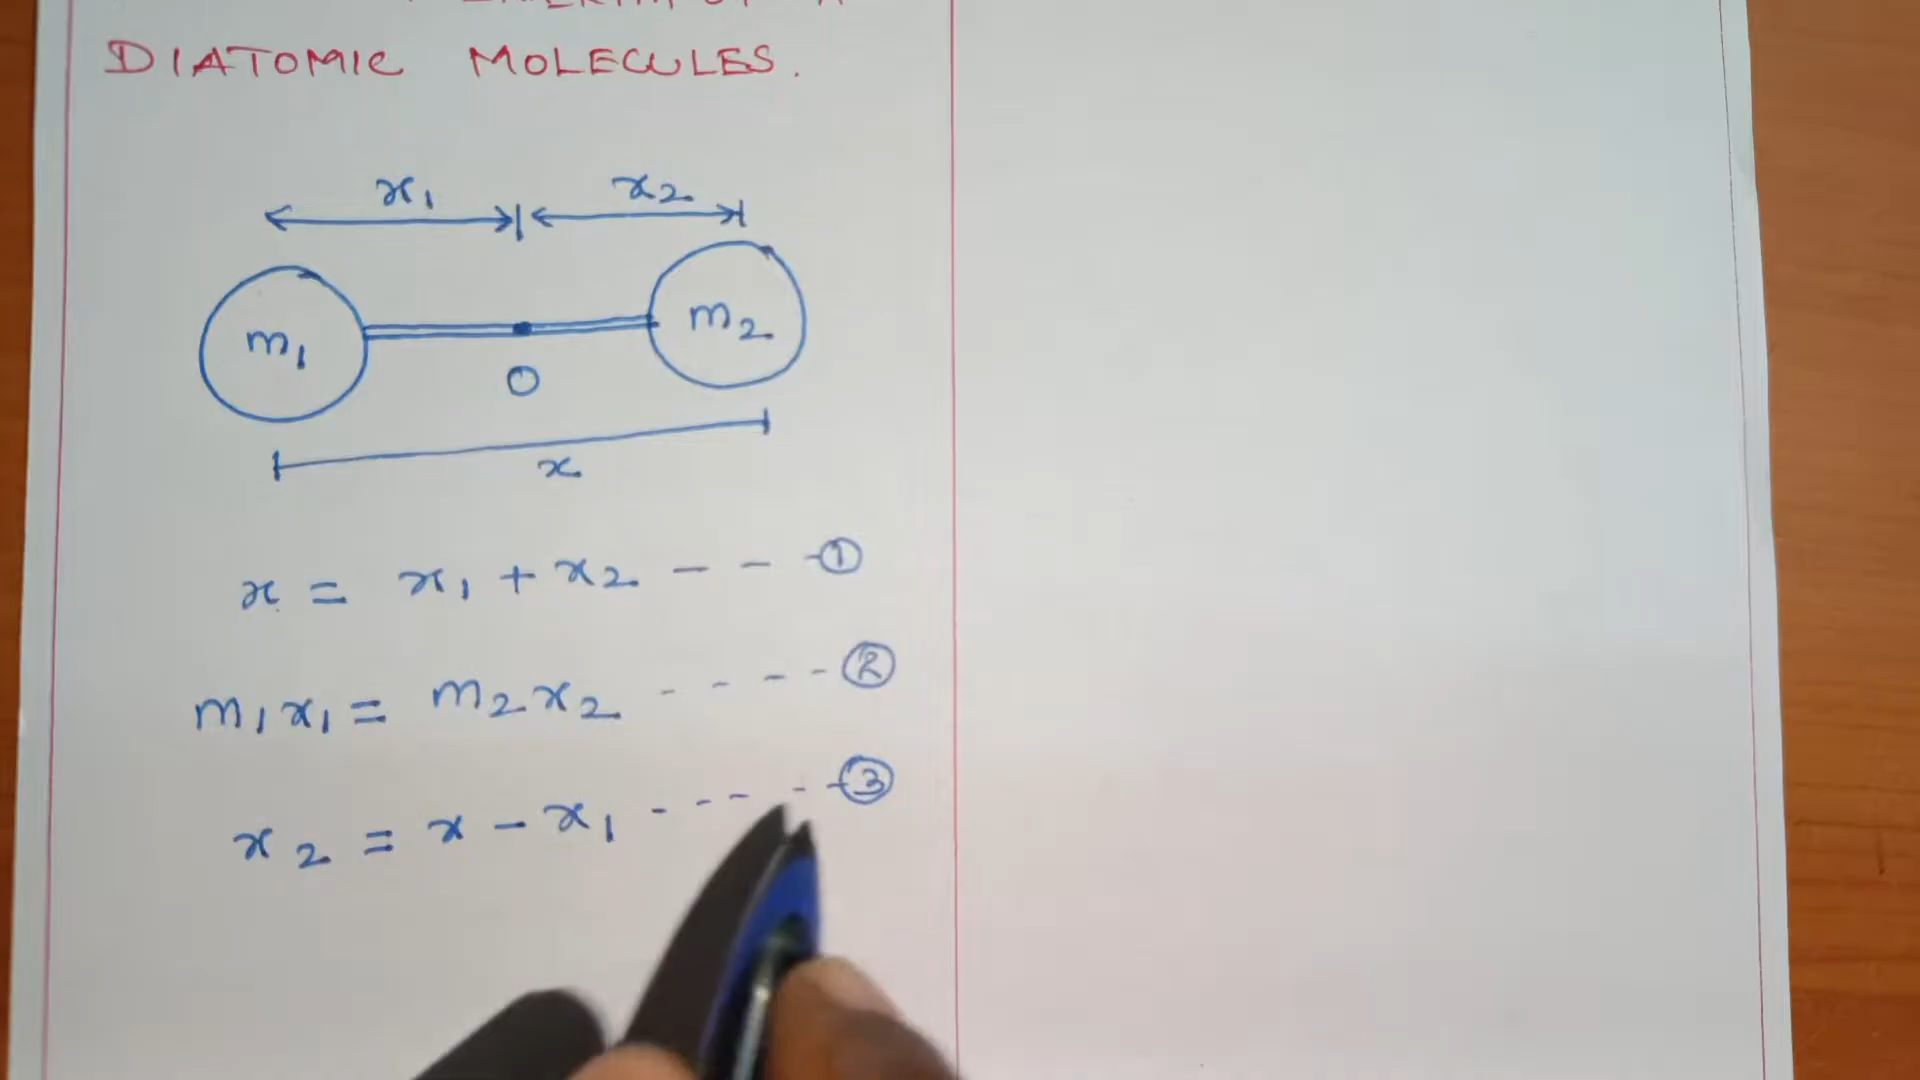 DIATOMIC MOLECULES.
x₁ x₂
m₁ m₂
O
x
x = x₁ + x₂ - - - ①
m₁x₁ = m₂x₂ - - - - ②
x₂ = x - x₁ - - - - - ③